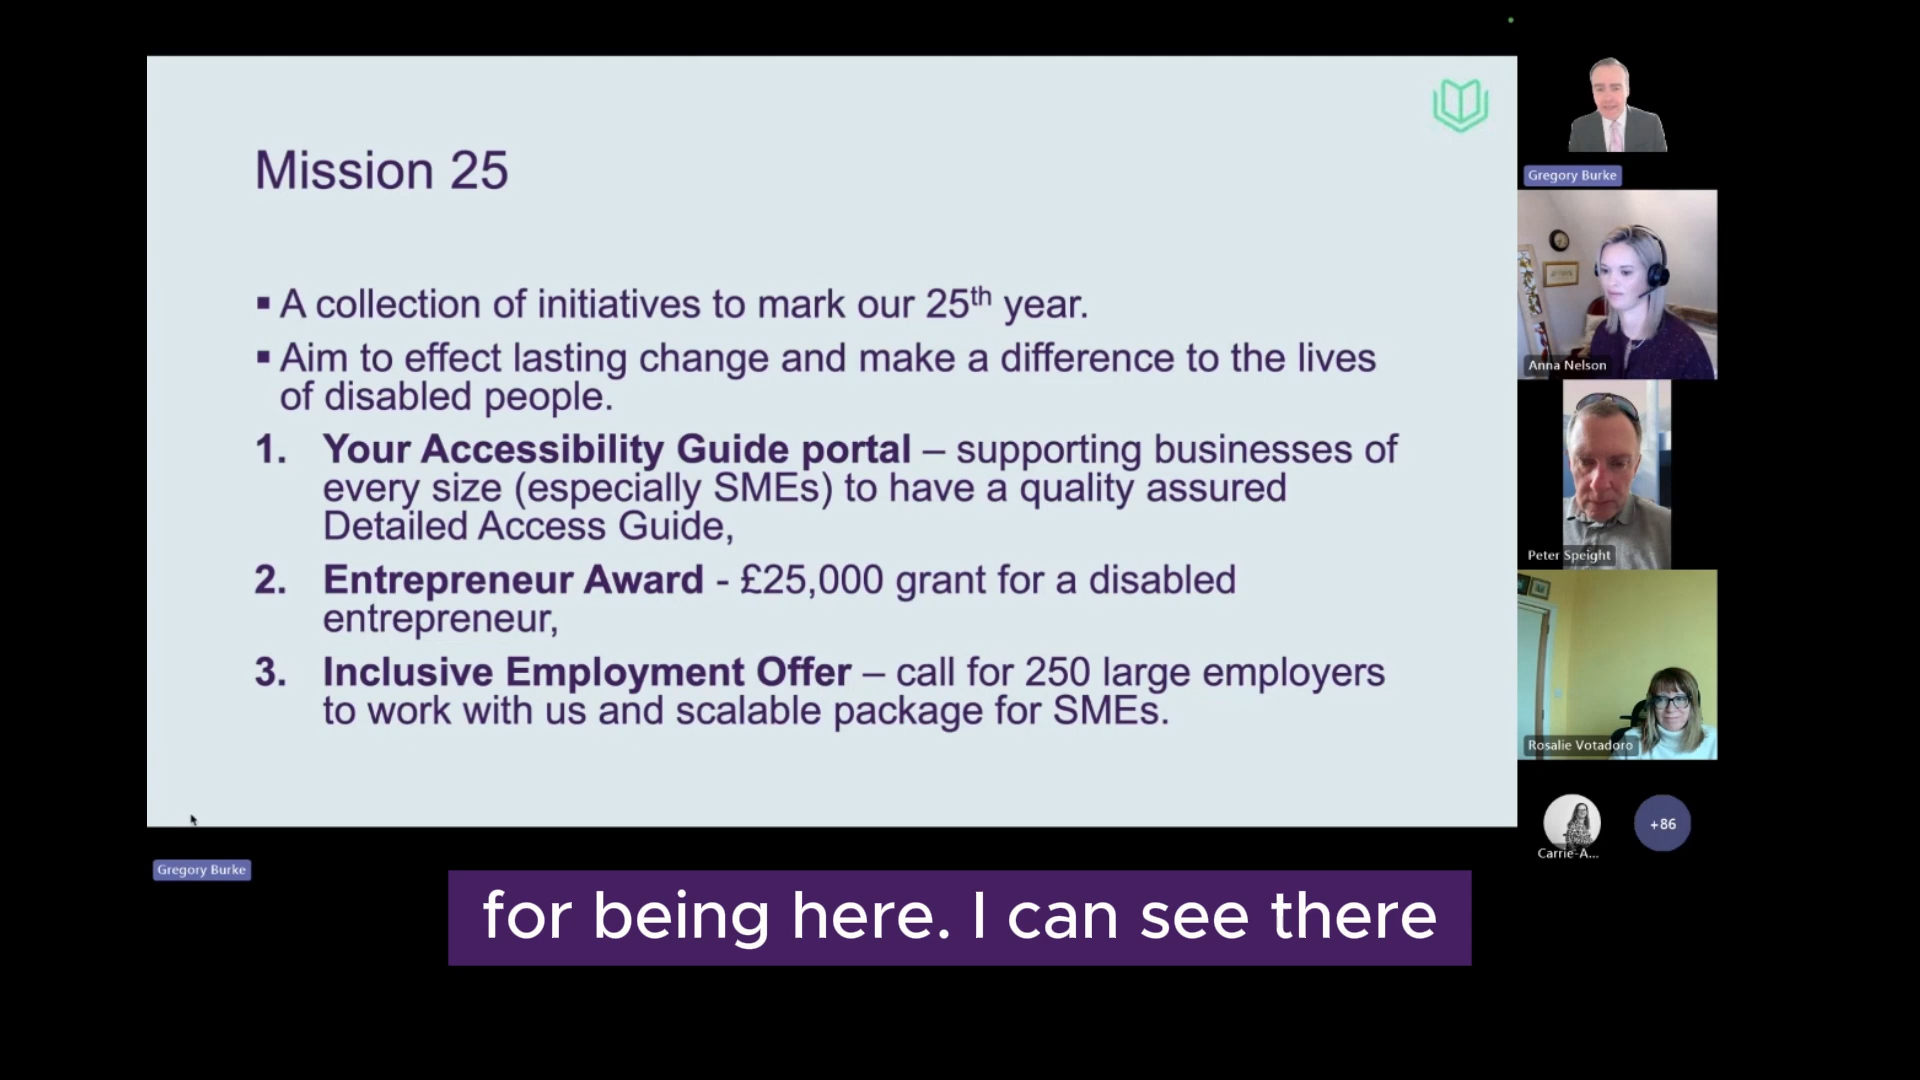 Mission 25
▪ A collection of initiatives to mark our 25th year.
▪ Aim to effect lasting change and make a difference to the lives
of disabled people.
1. Your Accessibility Guide portal – supporting businesses of
every size (especially SMEs) to have a quality assured
Detailed Access Guide,
2. Entrepreneur Award - £25,000 grant for a disabled
entrepreneur,
3. Inclusive Employment Offer – call for 250 large employers
to work with us and scalable package for SMEs.
Gregory Burke
Anna Nelson
Peter Speight
Rosalie Votadoro
Carrie-A...
+86
Gregory Burke
for being here. I can see there